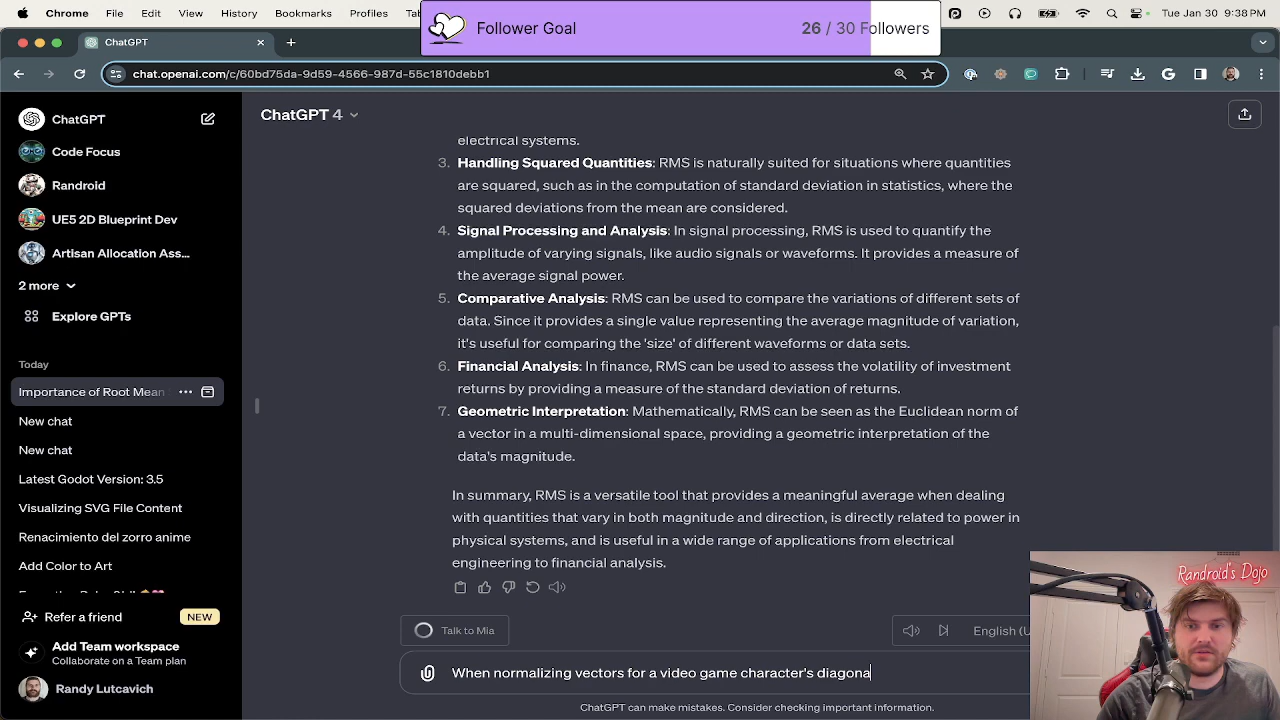 Follower Goal
26 / 30 Followers
Chrome
File
Edit
View
History
Bookmarks
Profiles
Tue Jan 30 9:38 PM
ChatGPT
chat.openai.com/c/60bd75da-9d59-4566-987d-55c1810debb1
ChatGPT
Code Focus
Randroid
UE5 2D Blueprint Dev
Artisan Allocation Ass...
2 more
Explore GPTs
Today
Importance of Root Mean
New chat
New chat
Latest Godot Version: 3.5
Visualizing SVG File Content
Renacimiento del zorro anime
Add Color to Art
Refer a friend
NEW
Add Team workspace
Collaborate on a Team plan
Randy Lutcavich
ChatGPT 4
electrical systems.
3. Handling Squared Quantities: RMS is naturally suited for situations where quantities
are squared, such as in the computation of standard deviation in statistics, where the
squared deviations from the mean are considered.
4. Signal Processing and Analysis: In signal processing, RMS is used to quantify the
amplitude of varying signals, like audio signals or waveforms. It provides a measure of
the average signal power.
5. Comparative Analysis: RMS can be used to compare the variations of different sets of
data. Since it provides a single value representing the average magnitude of variation,
it's useful for comparing the 'size' of different waveforms or data sets.
6. Financial Analysis: In finance, RMS can be used to assess the volatility of investment
returns by providing a measure of the standard deviation of returns.
7. Geometric Interpretation: Mathematically, RMS can be seen as the Euclidean norm of
a vector in a multi-dimensional space, providing a geometric interpretation of the
data's magnitude.
In summary, RMS is a versatile tool that provides a meaningful average when dealing
with quantities that vary in both magnitude and direction, is directly related to power in
physical systems, and is useful in a wide range of applications from electrical
engineering to financial analysis.
Talk to Mia
English (U
When normalizing vectors for a video game character's diagona
ChatGPT can make mistakes. Consider checking important information.
Randroid's Dojo